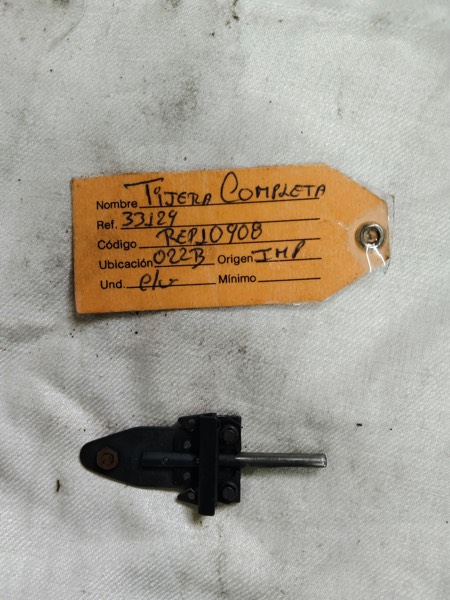 Nombre TIJERA COMPLETA
Ref. 33129
Código REP10908
Ubicación 022B Origen IMP
Und. c/u Mínimo